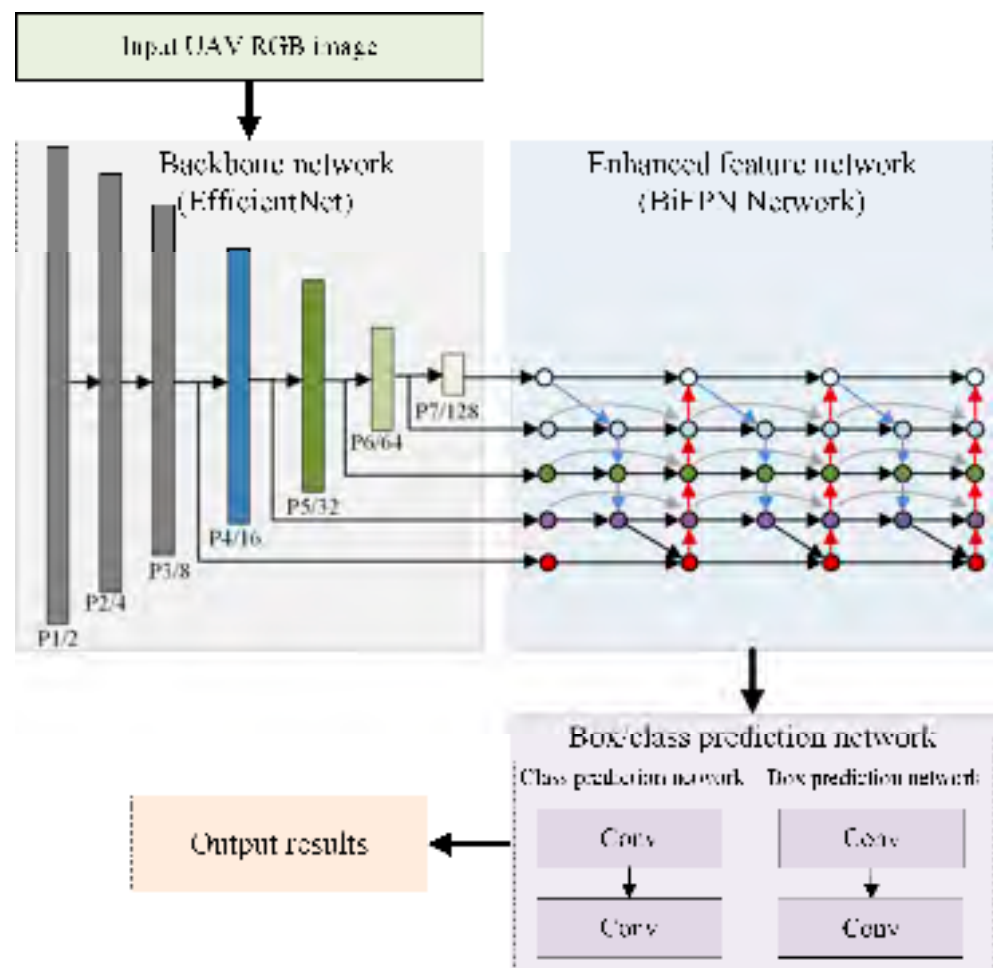 Input UAV RGB image
Backbone network
(EfficientNet)
Enhanced feature network
(BiFPN Network)
P7/128
P6/64
P5/32
P4/16
P3/8
P2/4
P1/2
Box/class prediction network
Class prediction network
Box prediction network
Output results
Conv
Conv
Conv
Conv